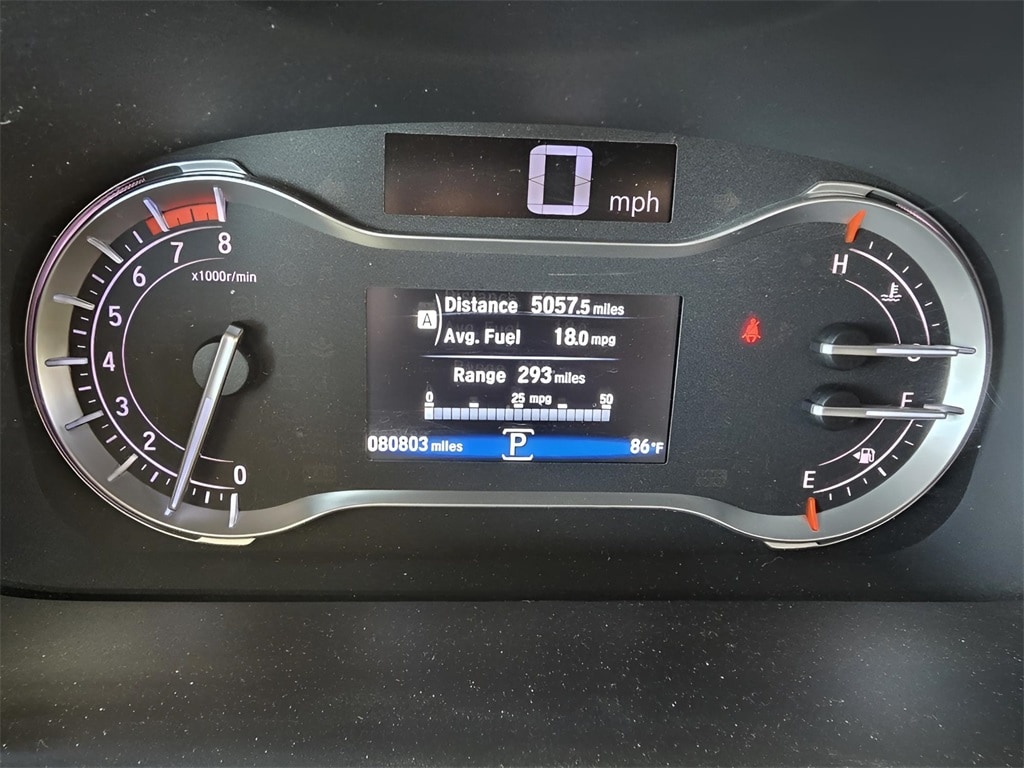 0 mph
8
7
6
x1000r/min
5
4
3
2
0
A
Distance 5057.5 miles
Avg. Fuel 18.0 mpg
Range 293 miles
0 25 mpg 50
080803 miles P 86°F
H
C
F
E